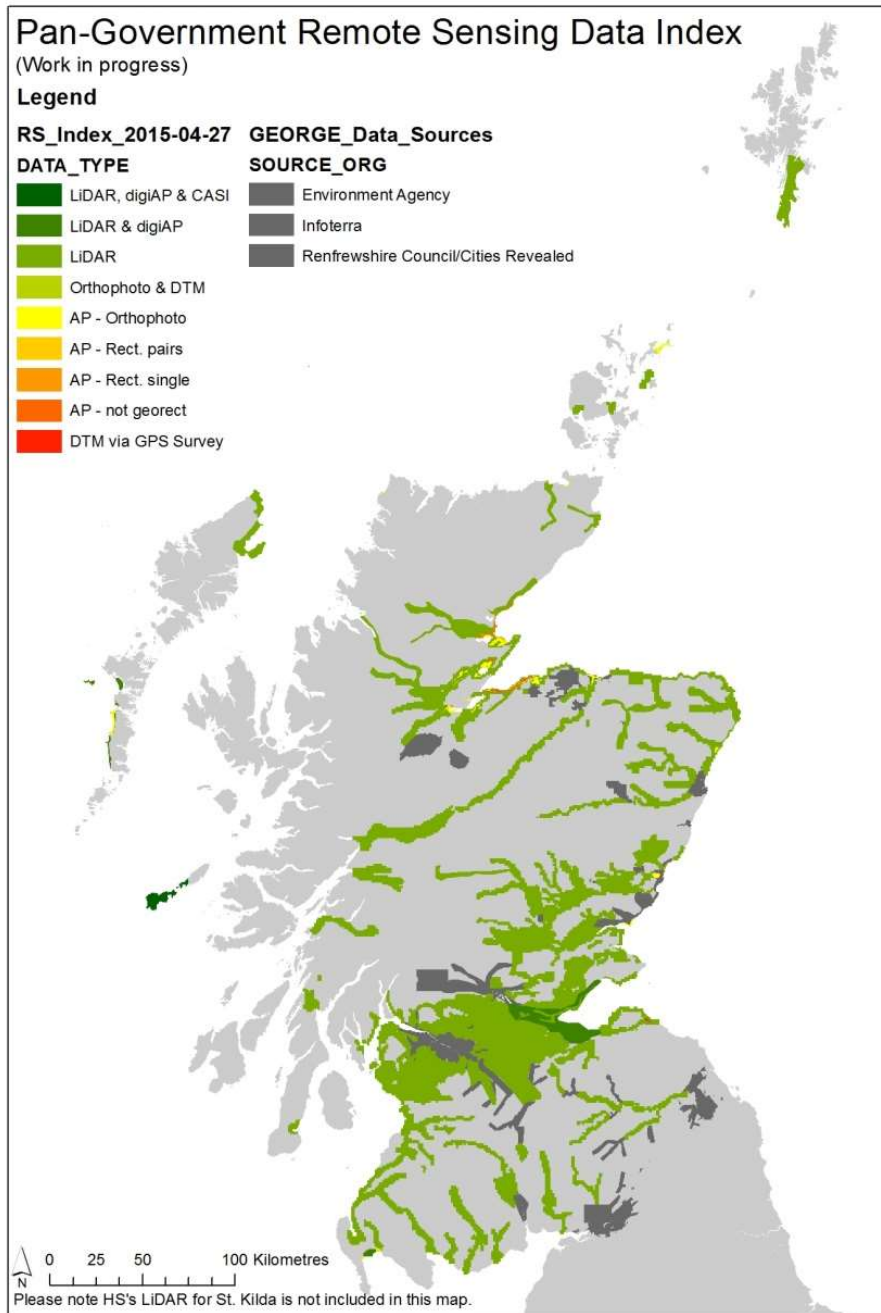 Pan-Government Remote Sensing Data Index
(Work in progress)
Legend
RS_Index_2015-04-27 GEORGE_Data_Sources
DATA_TYPE SOURCE_ORG
LiDAR, digiAP & CASI Environment Agency
LiDAR & digiAP Infoterra
LiDAR Renfrewshire Council/Cities Revealed
Orthophoto & DTM
AP - Orthophoto
AP - Rect. pairs
AP - Rect. single
AP - not georect
DTM via GPS Survey
0 25 50 100 Kilometres
N
Please note HS's LiDAR for St. Kilda is not included in this map.